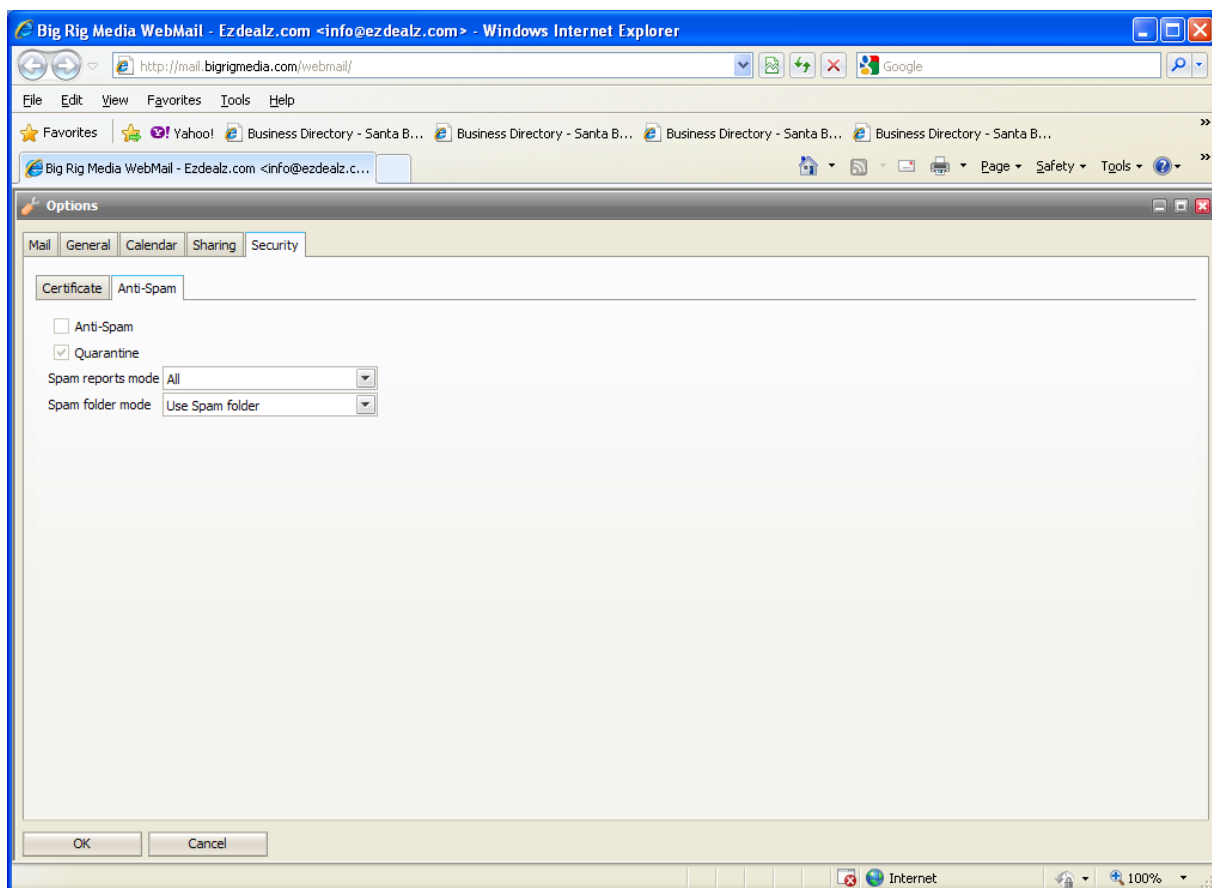 Big Rig Media WebMail - Ezdealz.com <info@ezdealz.com> - Windows Internet Explorer
http://mail.bigrigmedia.com/webmail/ Google
File Edit View Favorites Tools Help
Favorites Yahoo! Business Directory - Santa B... Business Directory - Santa B... Business Directory - Santa B... Business Directory - Santa B... »
Big Rig Media WebMail - Ezdealz.com <info@ezdealz.c... Page Safety Tools »
Options
Mail General Calendar Sharing Security
Certificate Anti-Spam
Anti-Spam
Quarantine
Spam reports mode All
Spam folder mode Use Spam folder
OK Cancel
Internet 100%